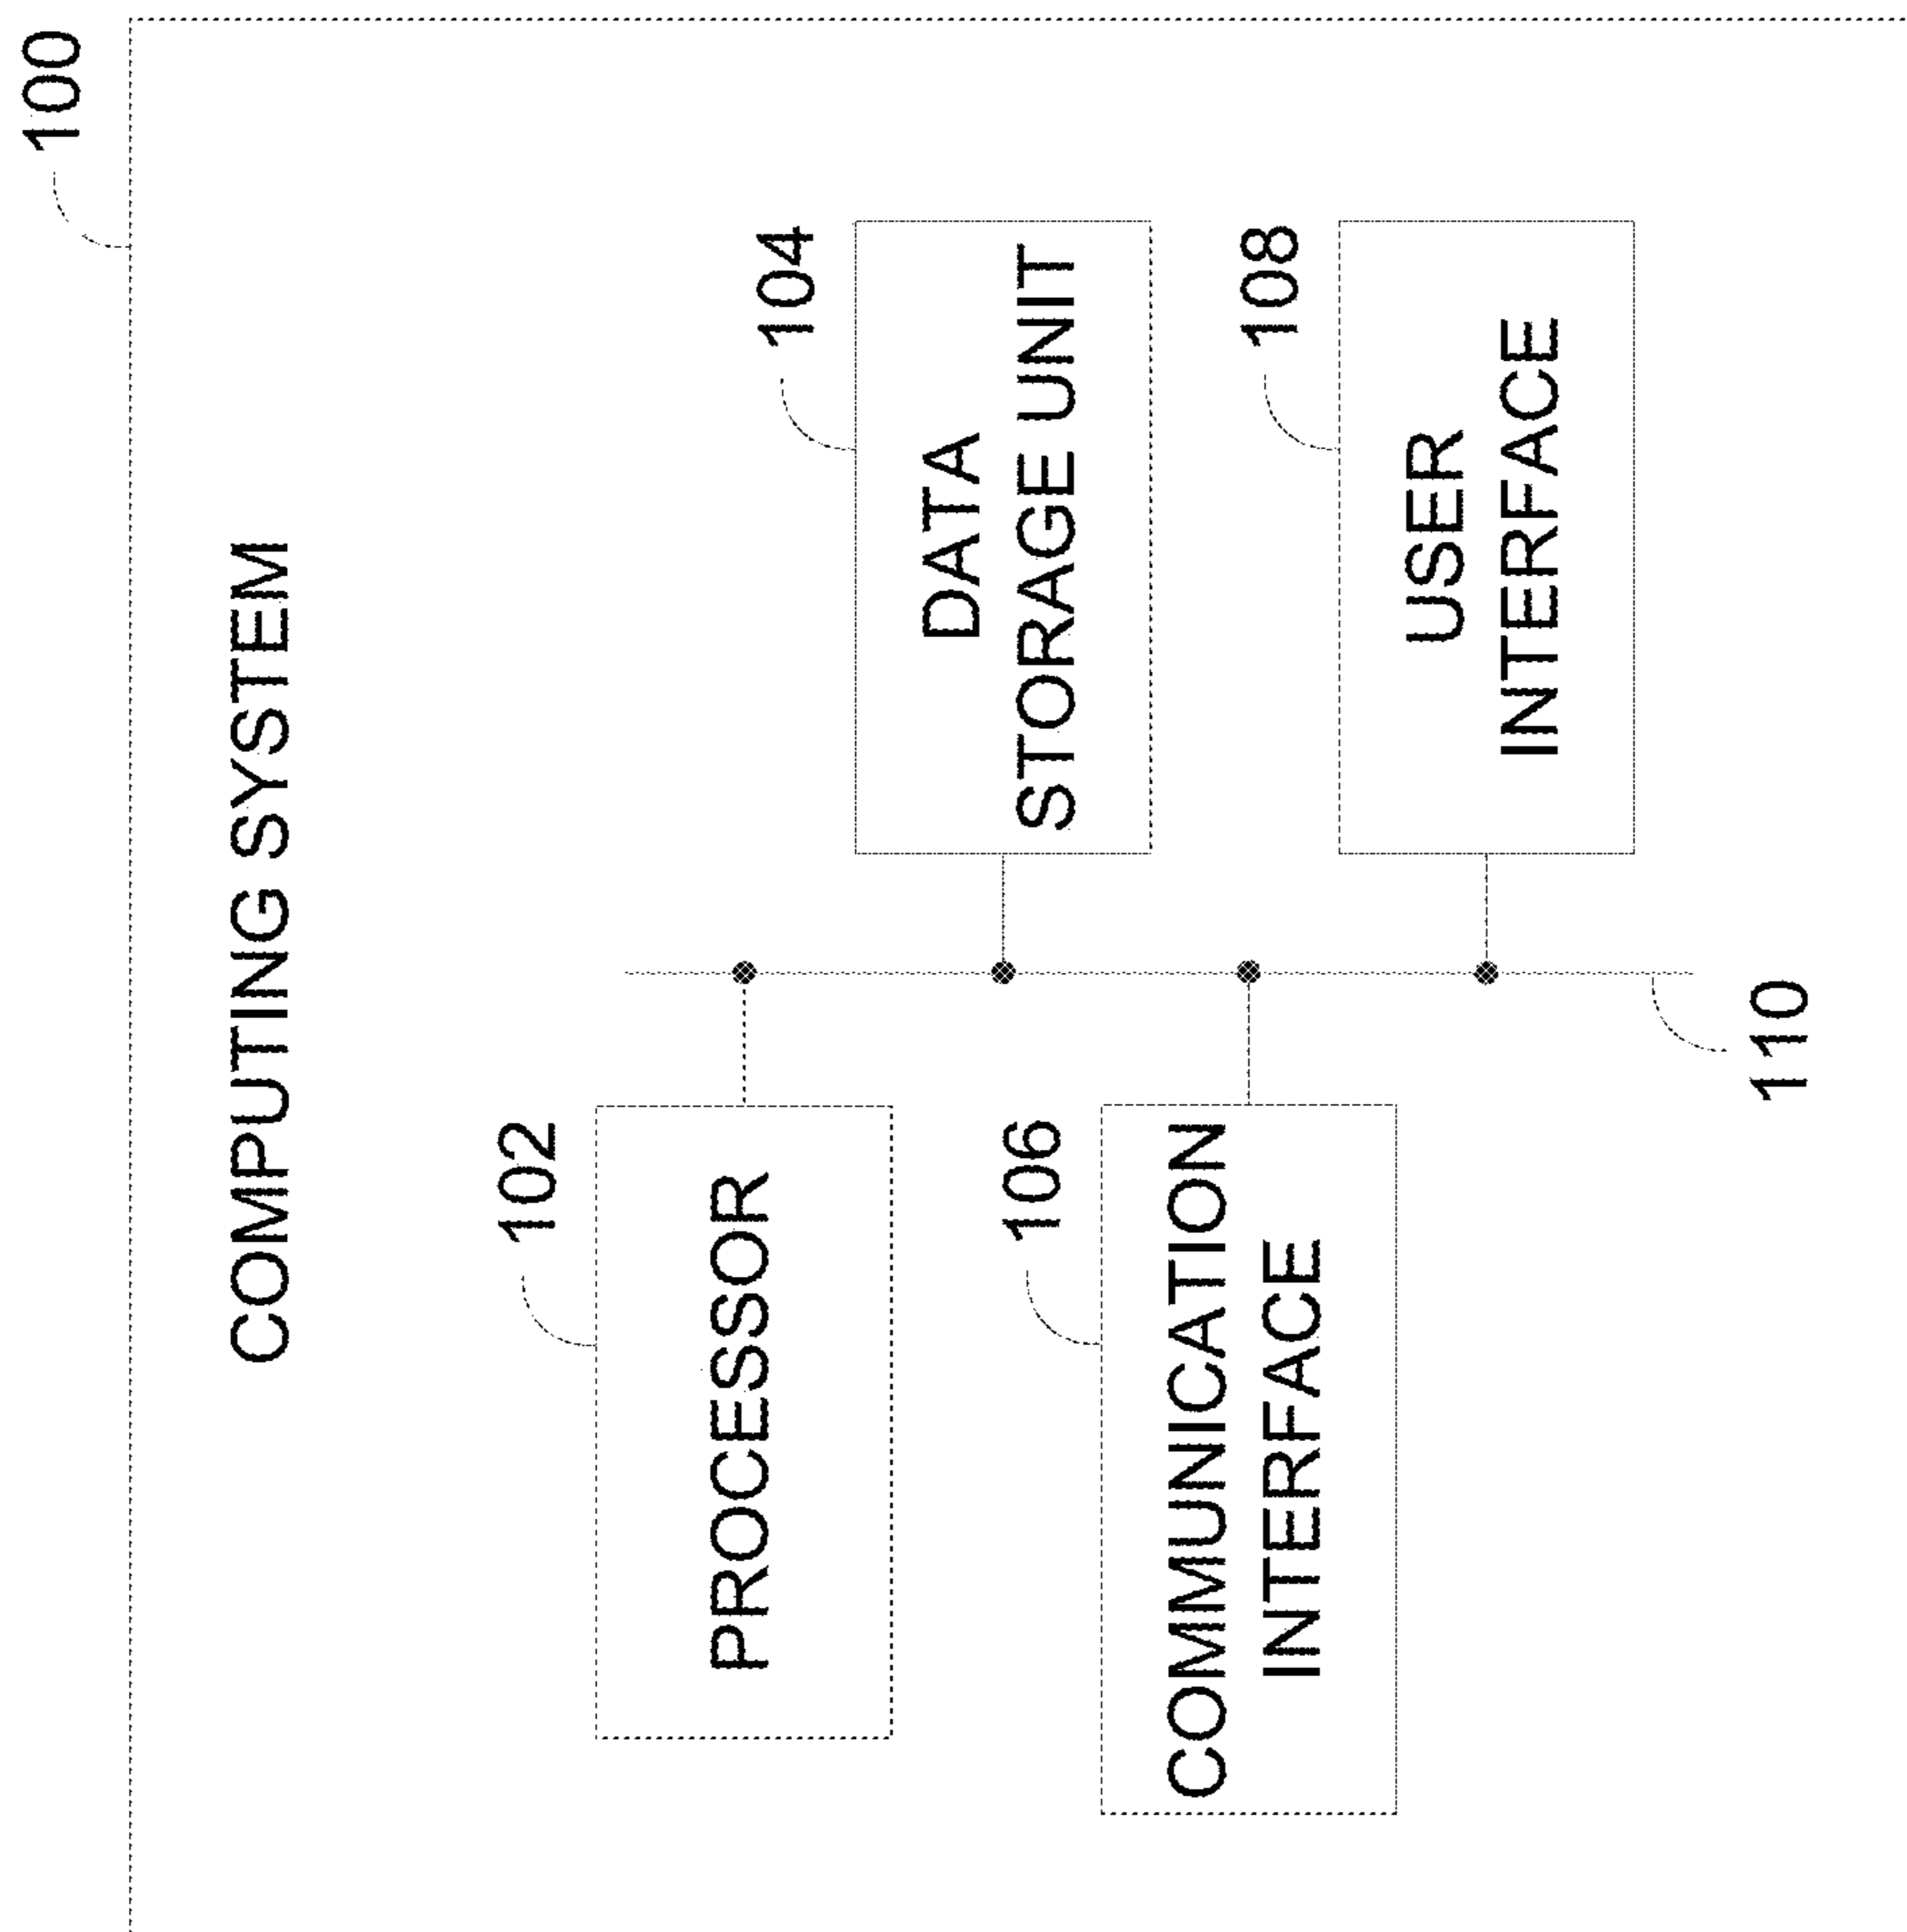 100
COMPUTING SYSTEM
102
PROCESSOR
104
DATA
STORAGE UNIT
106
COMMUNICATION
INTERFACE
108
USER
INTERFACE
110